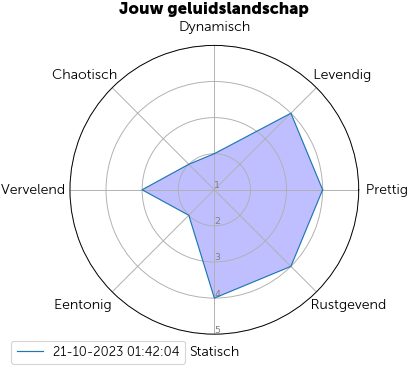 Jouw geluidslandschap
Dynamisch
Chaotisch
Levendig
Vervelend
1
Prettig
2
3
4
Eentonig
Rustgevend
5
21-10-2023 01:42:04
Statisch